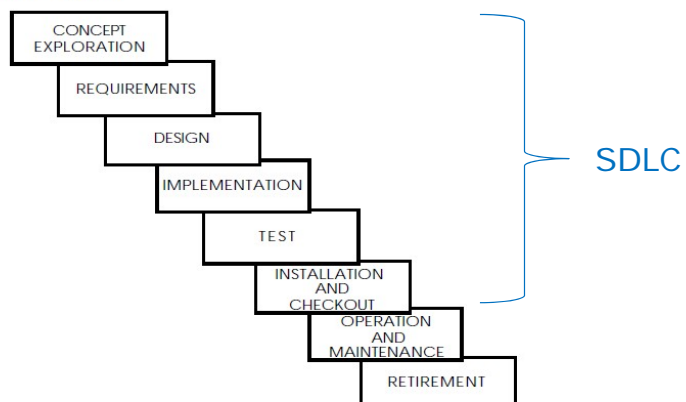 CONCEPT
EXPLORATION
REQUIREMENTS
DESIGN
SDLC
IMPLEMENTATION
TEST
INSTALLATION
AND
CHECKOUT
OPERATION
AND
MAINTENANCE
RETIREMENT